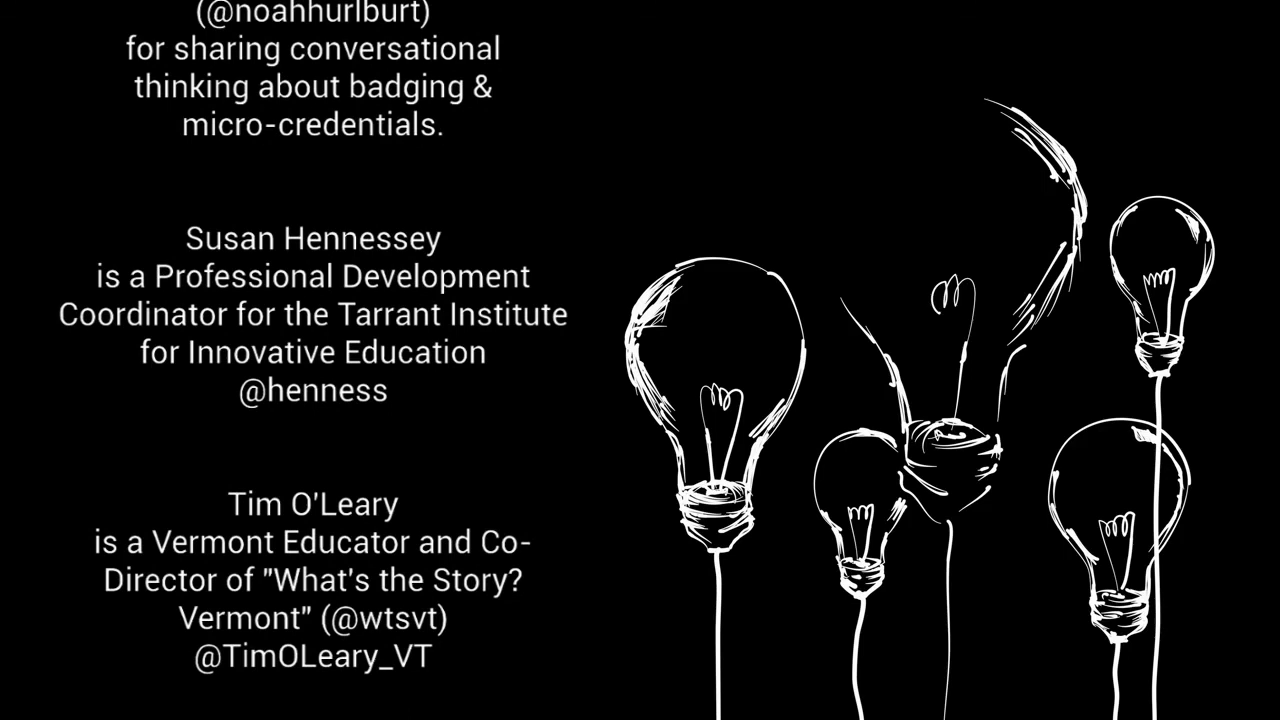 (@noahhurlburt)
for sharing conversational
thinking about badging &
micro-credentials.
Susan Hennessey
is a Professional Development
Coordinator for the Tarrant Institute
for Innovative Education
@henness
Tim O'Leary
is a Vermont Educator and Co-
Director of "What's the Story?
Vermont" (@wtsvt)
@TimOLeary_VT